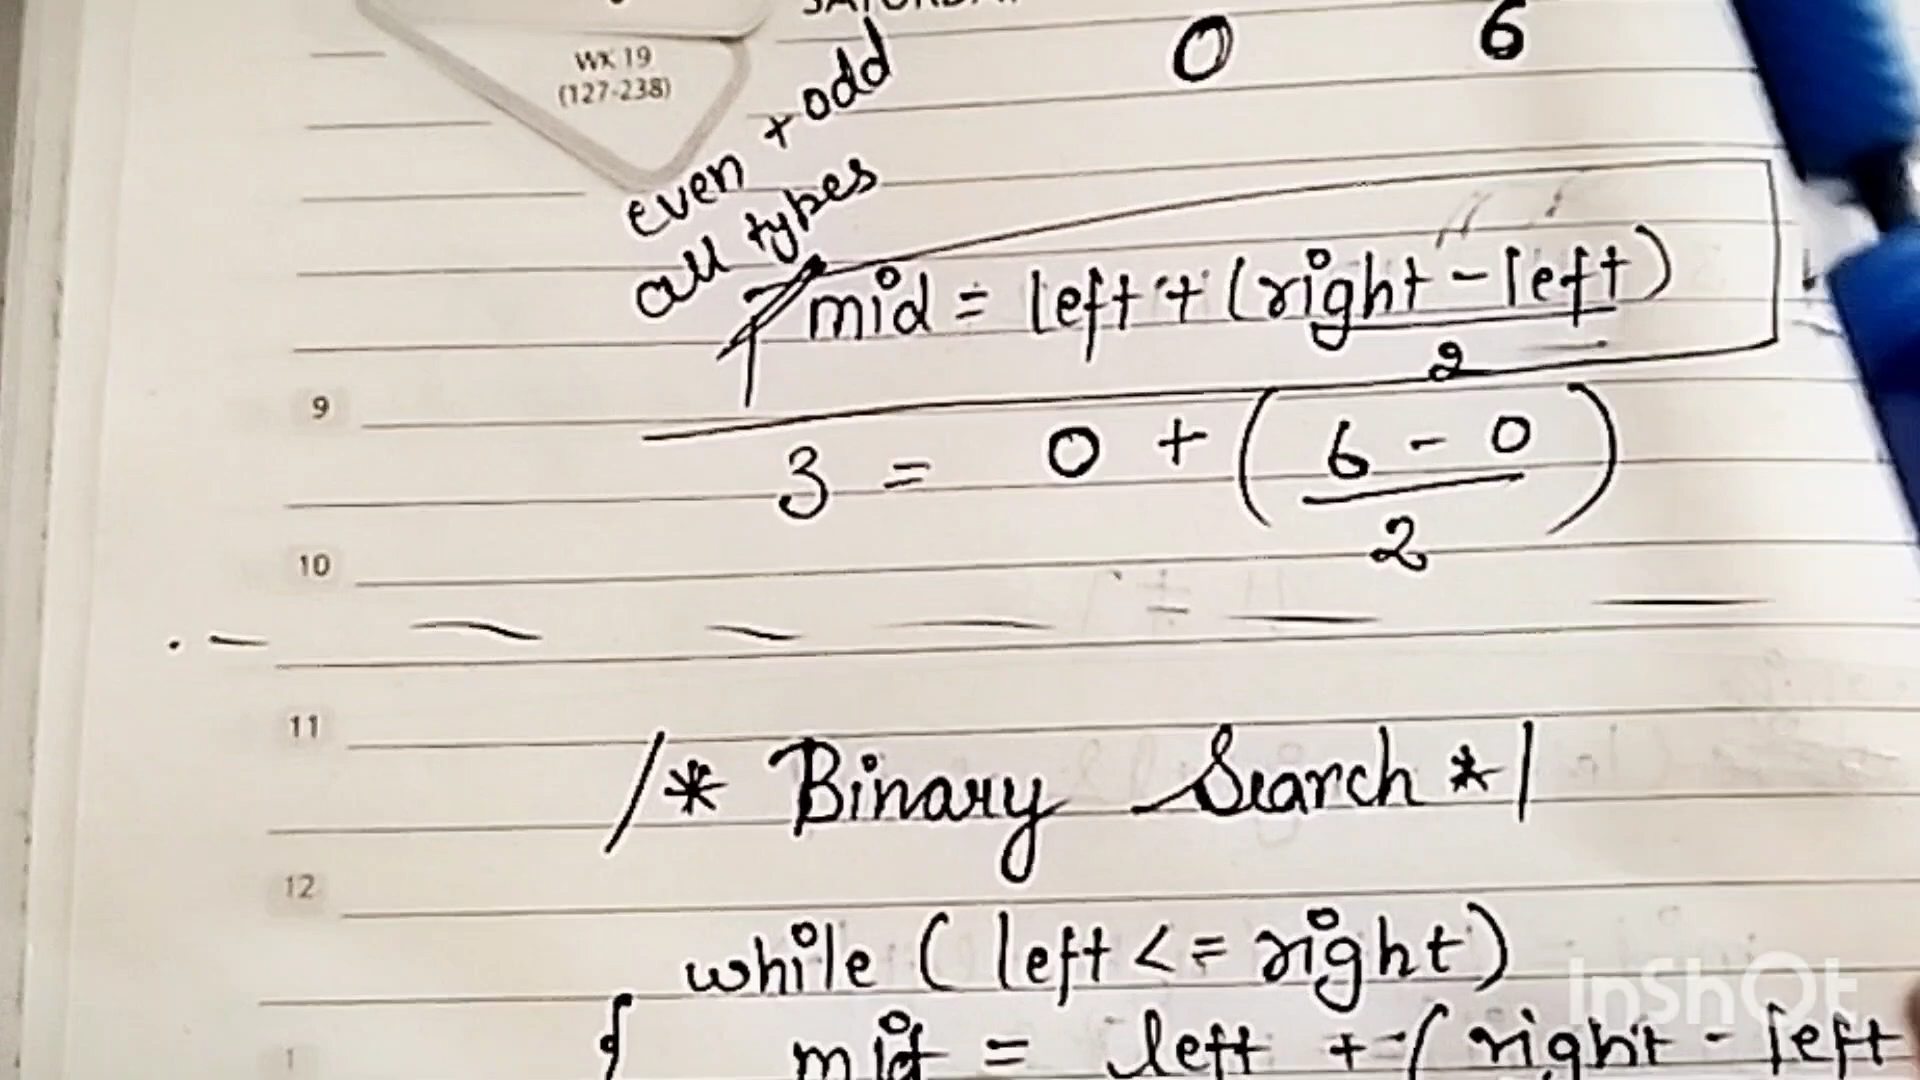 WK 19
(127-238)
0 6
even + odd
all types
mid = left + (right - left)
2
9
3 = 0 + ( 6 - 0 )
2
10
11
/* Binary Search */
12
while ( left <= right)
{ mid = left + (right - left
1
InShOt